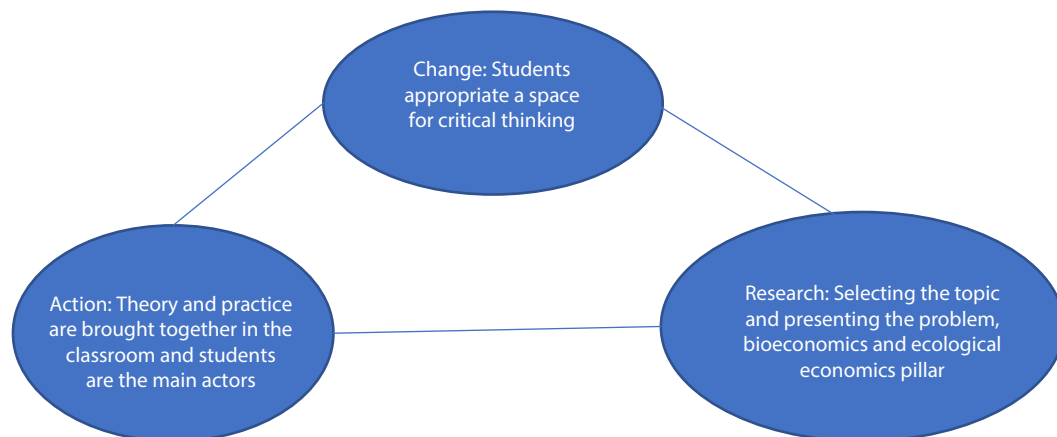 Change: Students
appropriate a space
for critical thinking
Action: Theory and practice
are brought together in the
classroom and students
are the main actors
Research: Selecting the topic
and presenting the problem,
bioeconomics and ecological
economics pillar